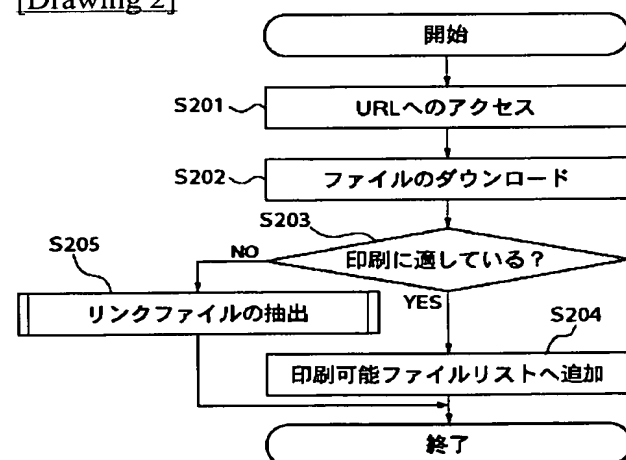 [Drawing 2]
開始
S201
URLへのアクセス
S202
ファイルのダウンロード
S203
S205
NO
印刷に適している？
YES
リンクファイルの抽出
S204
印刷可能ファイルリストへ追加
終了